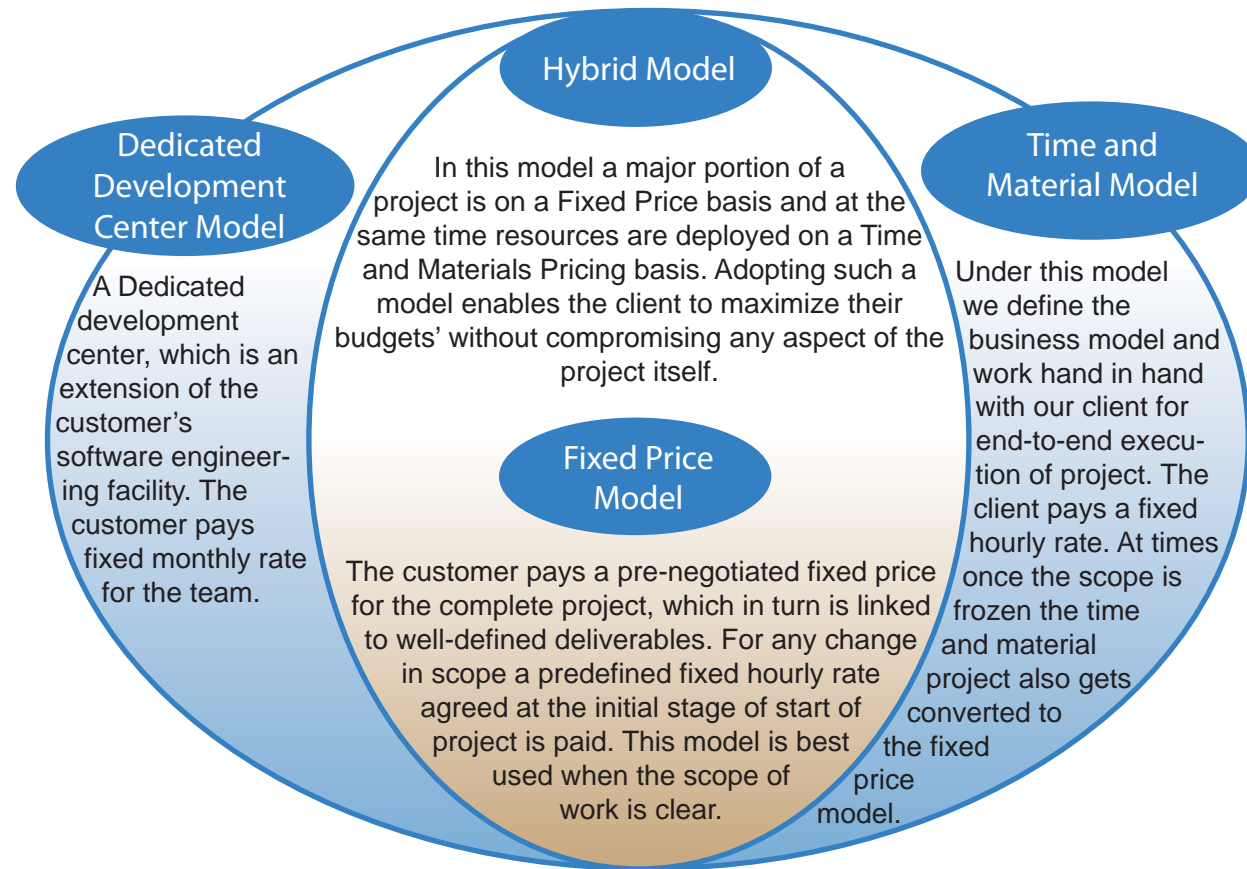 Hybrid Model
In this model a major portion of a
project is on a Fixed Price basis and at the
same time resources are deployed on a Time
and Materials Pricing basis. Adopting such a
model enables the client to maximize their
budgets’ without compromising any aspect of the
project itself.
Dedicated
Development
Center Model
A Dedicated
development
center, which is an
extension of the
customer’s
software engineer-
ing facility. The
customer pays
fixed monthly rate
for the team.
Fixed Price
Model
The customer pays a pre-negotiated fixed price
for the complete project, which in turn is linked
to well-defined deliverables. For any change
in scope a predefined fixed hourly rate
agreed at the initial stage of start of
project is paid. This model is best
used when the scope of
work is clear.
Time and
Material Model
Under this model
we define the
business model and
work hand in hand
with our client for
end-to-end execu-
tion of project. The
client pays a fixed
hourly rate. At times
once the scope is
frozen the time
and material
project also gets
converted to
the fixed
price
model.